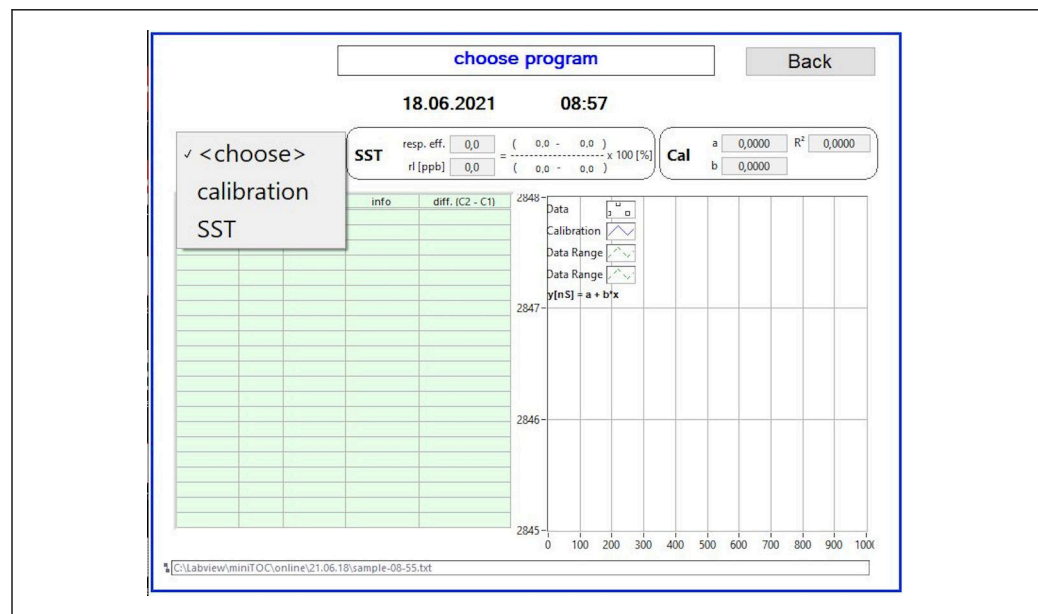 choose program
Back
18.06.2021 08:57
✓ <choose>
calibration
SST
SST
resp. eff. 0,0 = ( 0,0 - 0,0 ) x 100 [%]
rl [ppb] 0,0 ( 0,0 - 0,0 )
Cal
a 0,0000 R² 0,0000
b 0,0000
info diff. (C2 - C1)
2848
Data
Calibration
Data Range
Data Range
y[nS] = a + b*x
2847
2846
2845
0 100 200 300 400 500 600 700 800 900 1000
C:\Labview\miniTOC\online\21.06.18\sample-08-55.txt